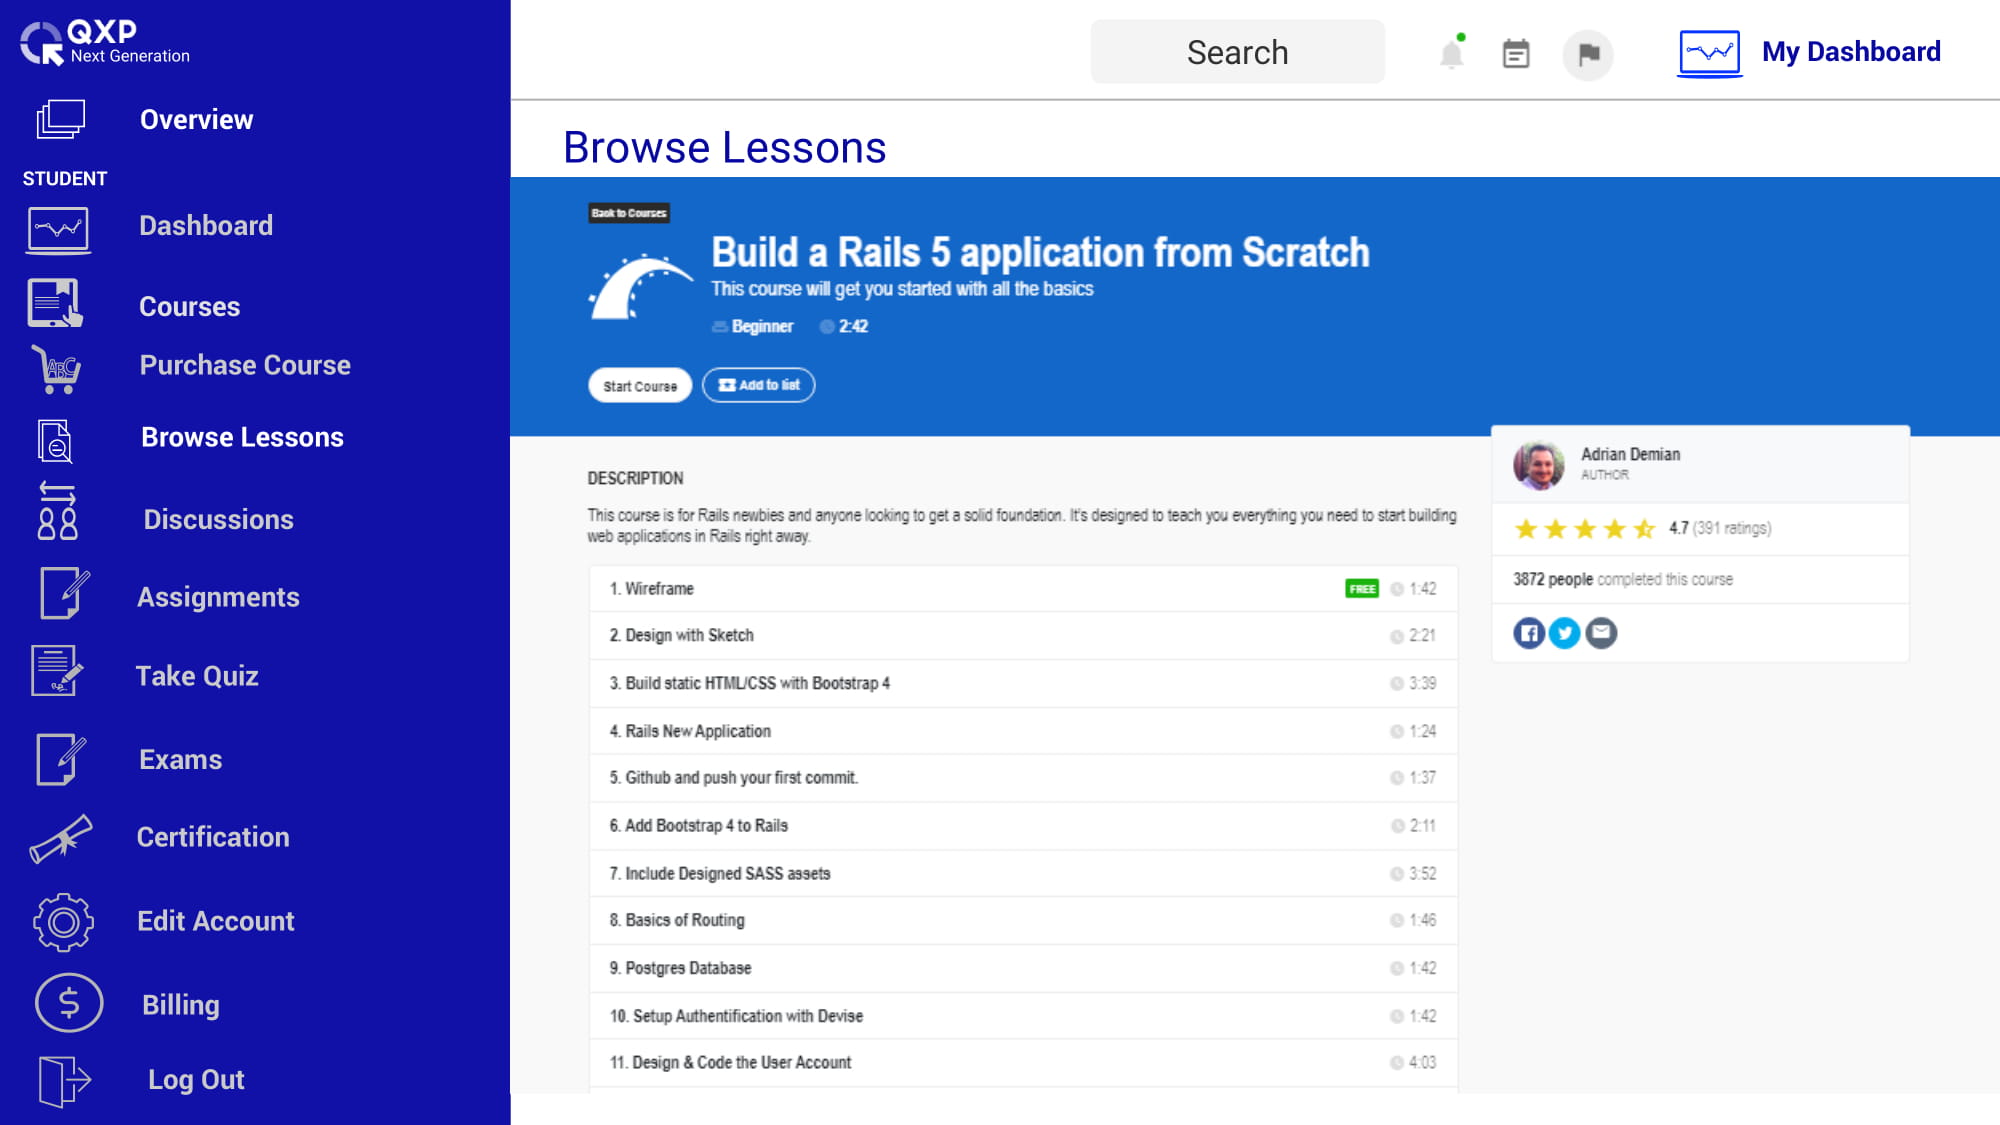 QXP
Next Generation
Overview
STUDENT
Dashboard
Courses
ABC
Purchase Course
Browse Lessons
Discussions
Assignments
Take Quiz
Exams
Certification
Edit Account
$
Billing
Log Out
Search
My Dashboard
Browse Lessons
Back to Courses
Build a Rails 5 application from Scratch
This course will get you started with all the basics
Beginner 2:42
Start Course Add to list
DESCRIPTION
This course is for Rails newbies and anyone looking to get a solid foundation. It's designed to teach you everything you need to start building
web applications in Rails right away.
1. Wireframe FREE 1:42
2. Design with Sketch 2:21
3. Build static HTML/CSS with Bootstrap 4 3:39
4. Rails New Application 1:24
5. Github and push your first commit. 1:37
6. Add Bootstrap 4 to Rails 2:11
7. Include Designed SASS assets 3:52
8. Basics of Routing 1:46
9. Postgres Database 1:42
10. Setup Authentification with Devise 1:42
11. Design & Code the User Account 4:03
Adrian Demian
AUTHOR
4.7 (391 ratings)
3872 people completed this course